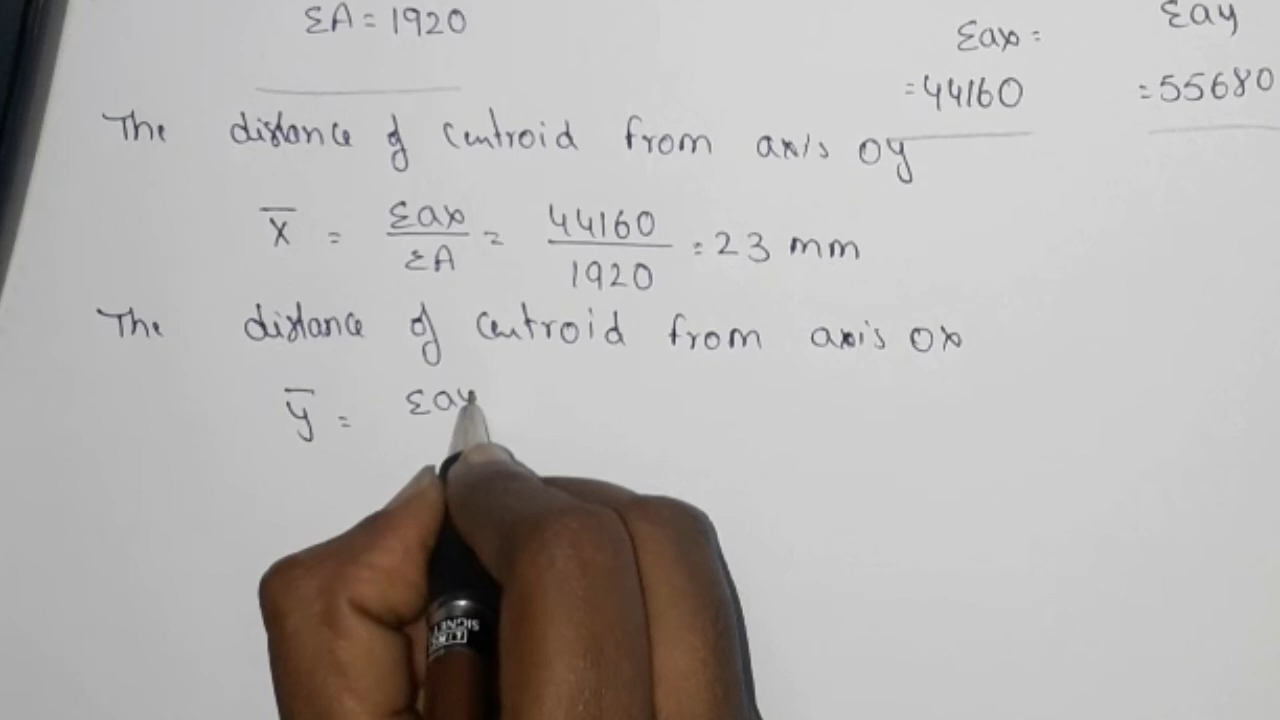 ΣA = 1920
Σax =
Σay
= 44160
= 55680
The distance of centroid from axis oy
X̅ = Σax/ΣA = 44160/1920 = 23 mm
The distance of centroid from axis ox
y̅ = Σay
SIGNET